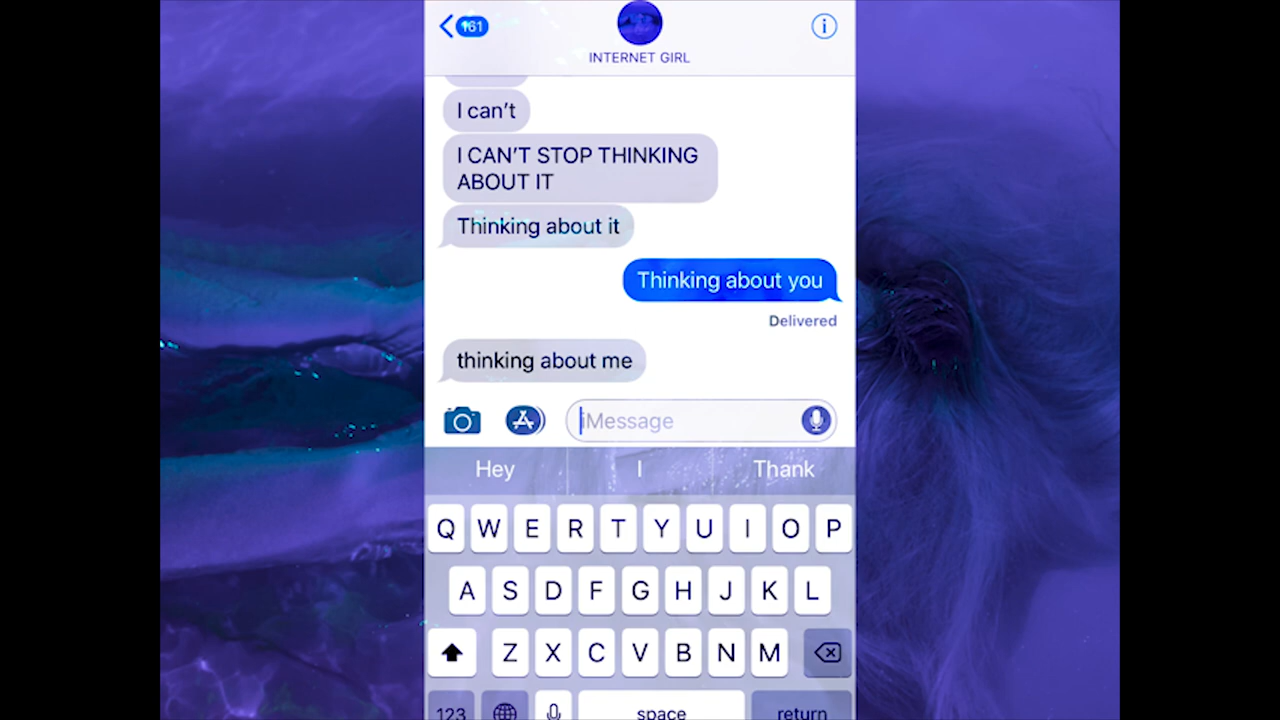 161
INTERNET GIRL
I can't
I CAN'T STOP THINKING
ABOUT IT
Thinking about it
Thinking about you
Delivered
thinking about me
iMessage
Hey I Thank
Q W E R T Y U I O P
A S D F G H J K L
Z X C V B N M
123 space return